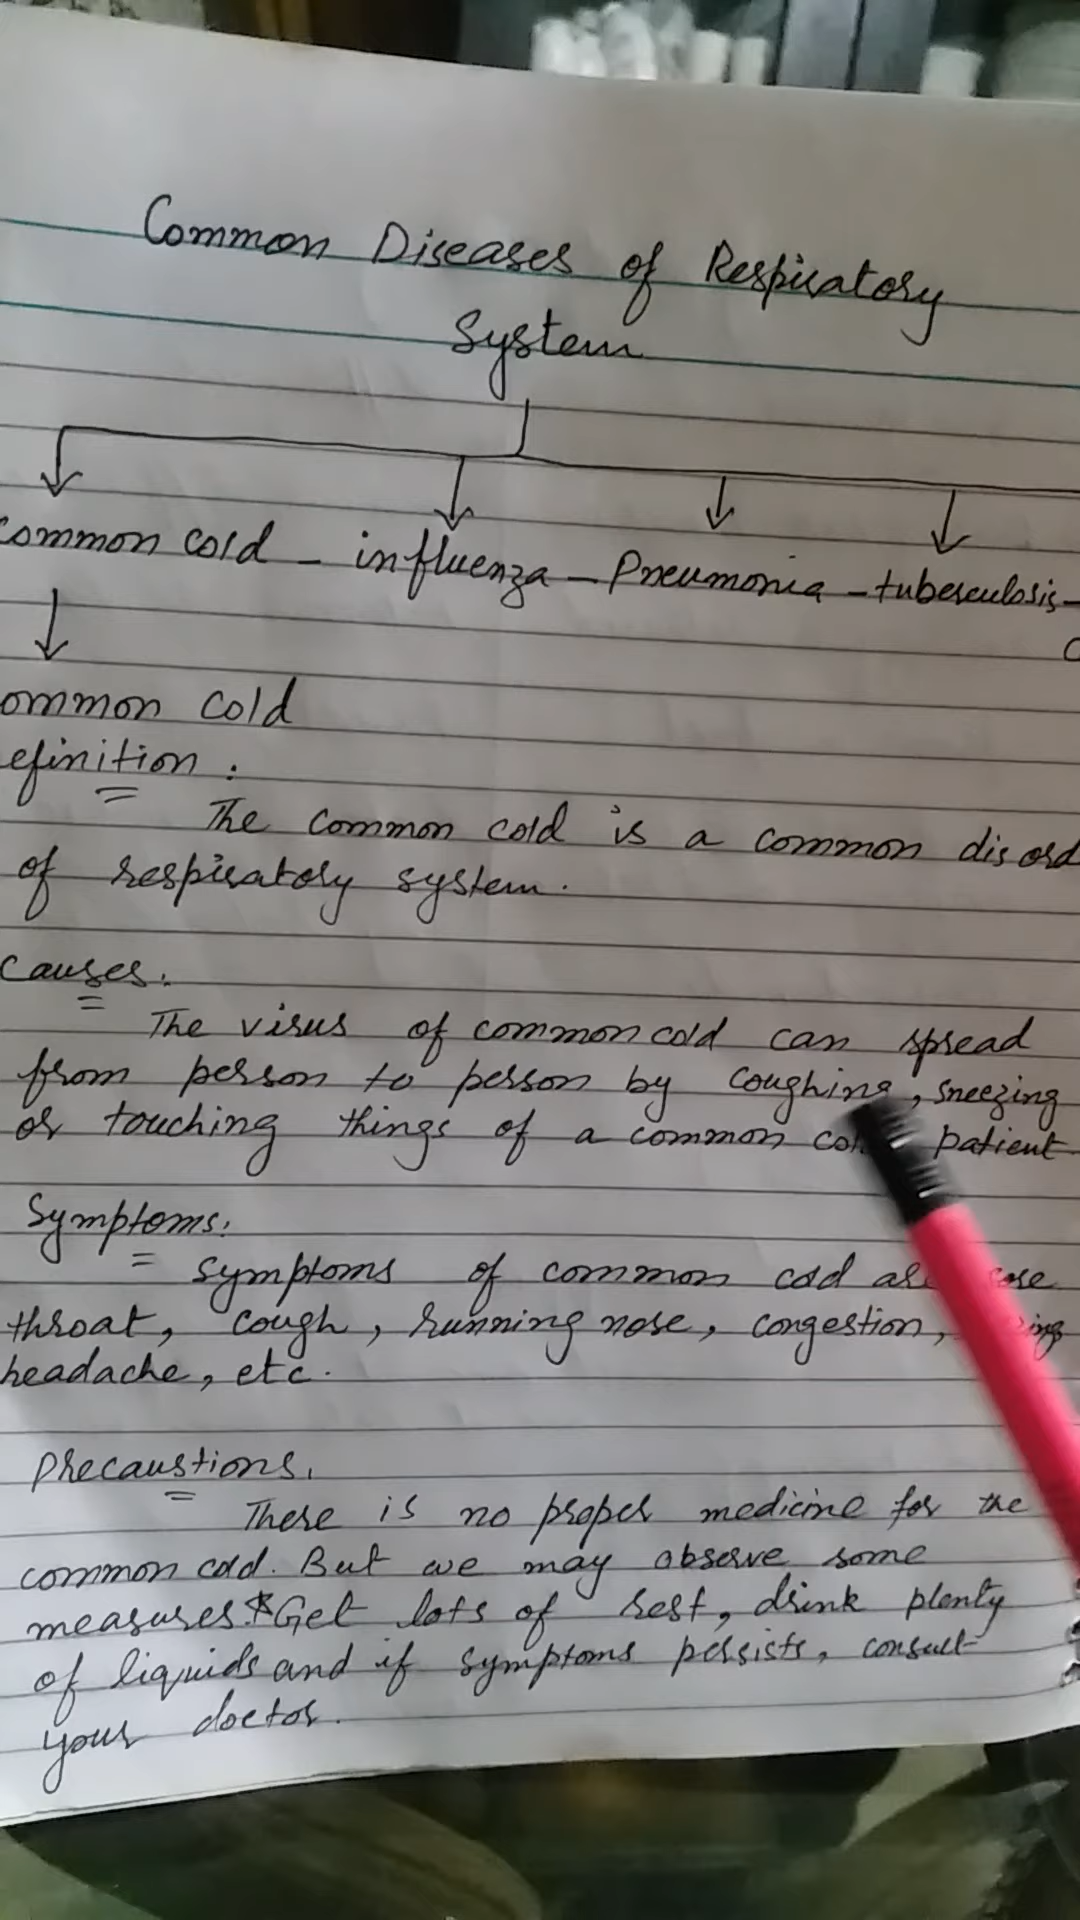 Common Diseases of Respiratory
System
common cold - influenza - Pneumonia - tuberculosis -
ommon cold
efinition :
The common cold is a common disord
of respiratory system.
Causes:
The virus of common cold can spread
from person to person by coughing, sneezing
or touching things of a common patient
Symptoms:
symptoms of common cold
throat, cough, running nose, congestion,
headache, etc.
Precaustions.
There is no proper medicine for the
common cold. But we may observe some
measures. Get lots of rest, drink plenty
of liquids and if symptoms persists, consult
your doctor.